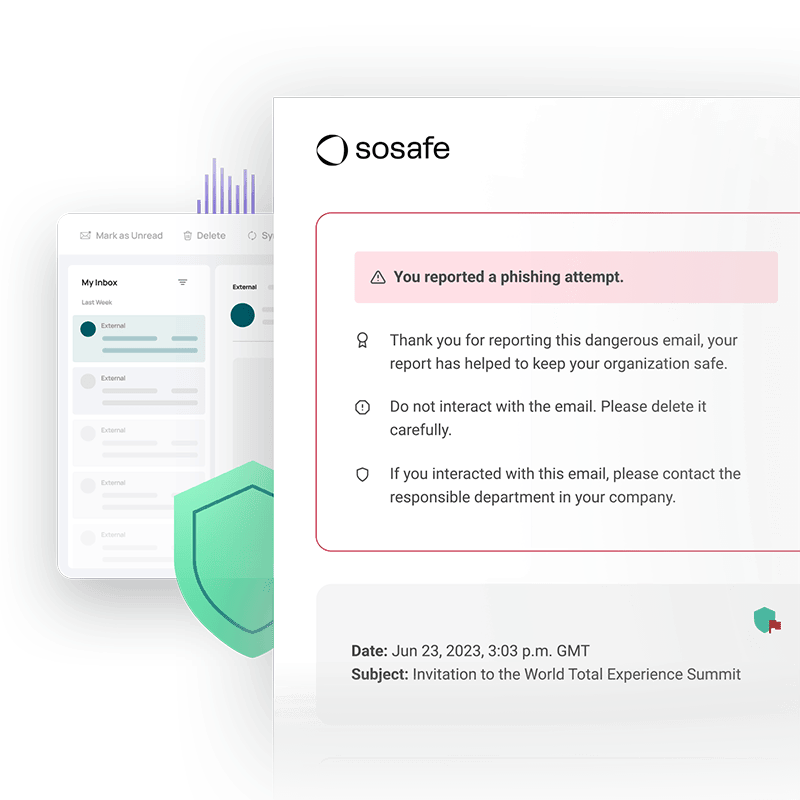 sosafe
Mark as Unread
Delete
My Inbox
Last Week
External
External
External
External
External
External
You reported a phishing attempt.
Thank you for reporting this dangerous email, your
report has helped to keep your organization safe.
Do not interact with the email. Please delete it
carefully.
If you interacted with this email, please contact the
responsible department in your company.
Date: Jun 23, 2023, 3:03 p.m. GMT
Subject: Invitation to the World Total Experience Summit